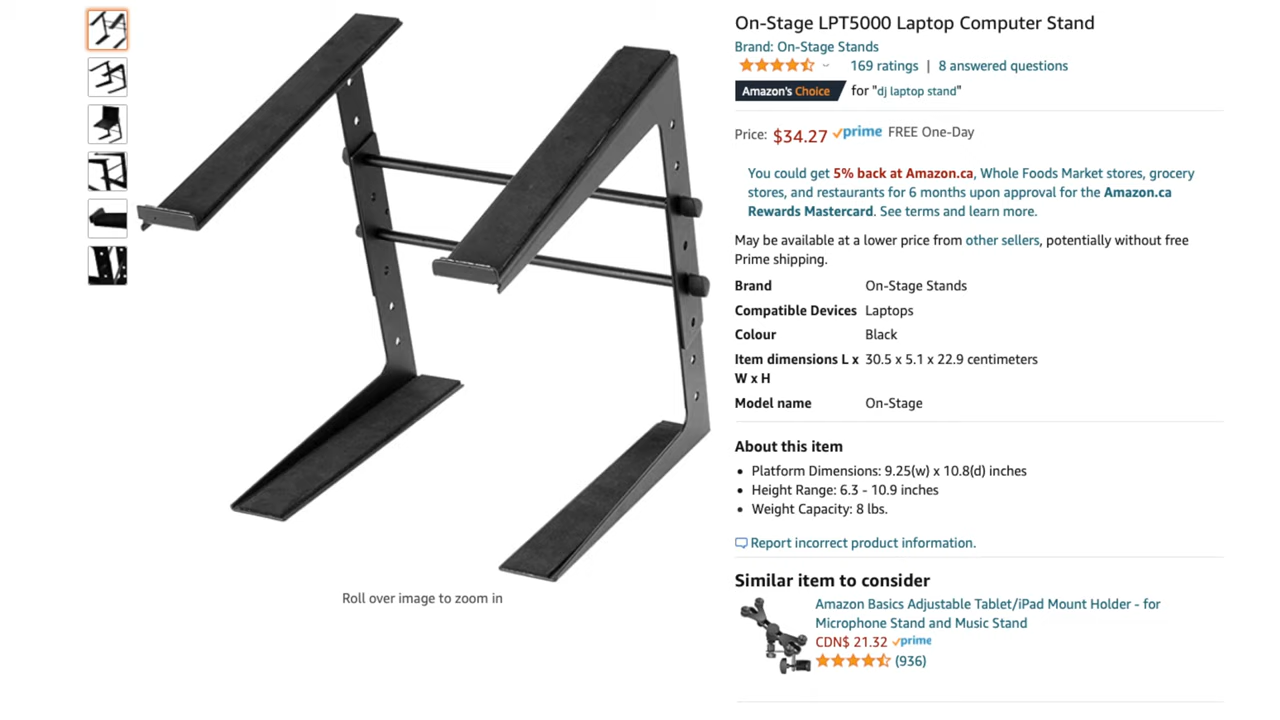 On-Stage LPT5000 Laptop Computer Stand
Brand: On-Stage Stands
169 ratings | 8 answered questions
Amazon's Choice for "dj laptop stand"
Price: $34.27 prime FREE One-Day
You could get 5% back at Amazon.ca, Whole Foods Market stores, grocery
stores, and restaurants for 6 months upon approval for the Amazon.ca
Rewards Mastercard. See terms and learn more.
May be available at a lower price from other sellers, potentially without free
Prime shipping.
Brand On-Stage Stands
Compatible Devices Laptops
Colour Black
Item dimensions L x 30.5 x 5.1 x 22.9 centimeters
W x H
Model name On-Stage
About this item
• Platform Dimensions: 9.25(w) x 10.8(d) inches
• Height Range: 6.3 - 10.9 inches
• Weight Capacity: 8 lbs.
Report incorrect product information.
Roll over image to zoom in
Similar item to consider
Amazon Basics Adjustable Tablet/iPad Mount Holder - for
Microphone Stand and Music Stand
CDN$ 21.32 prime
(936)